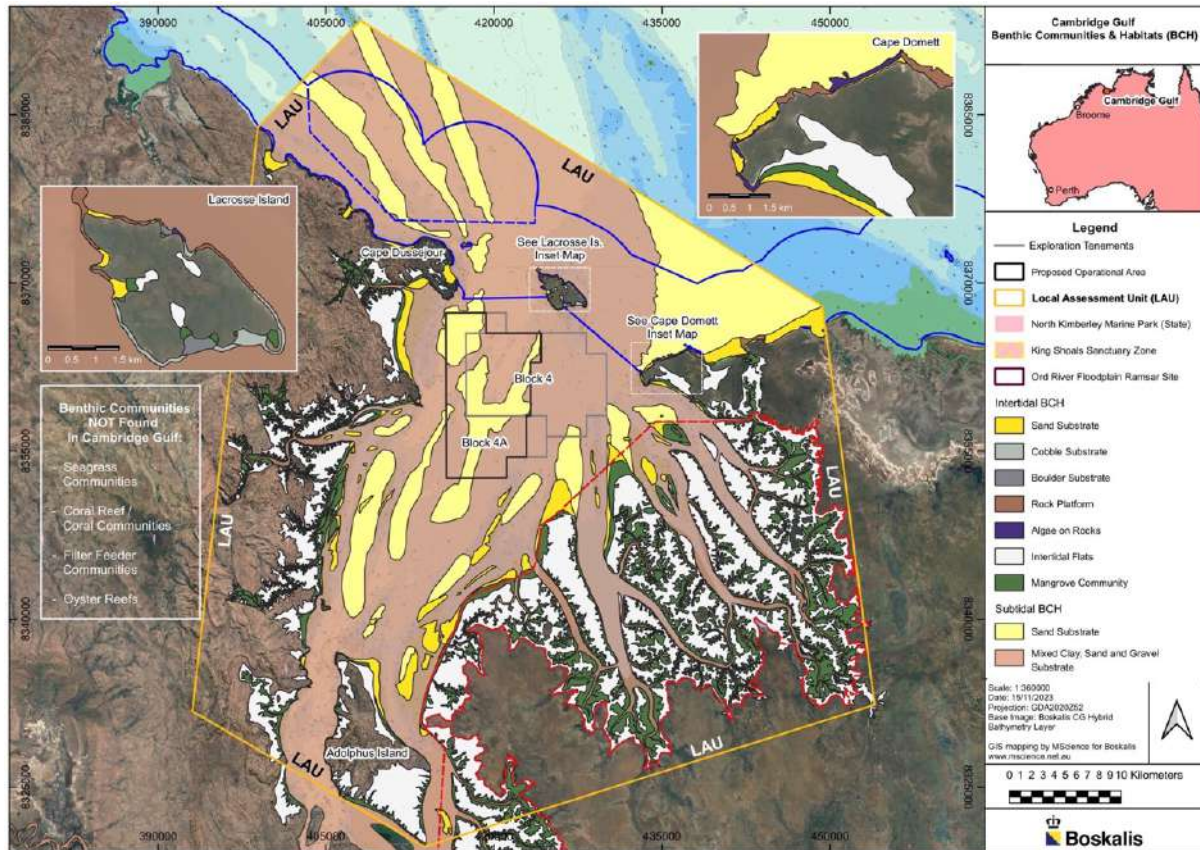 390000
405000
420000
435000
450000
Cambridge Gulf
Benthic Communities & Habitats (BCH)
Cape Domett
0 0.5 1 1.5 km
Cambridge Gulf
Broome
Perth
8385000
8385000
LAU
LAU
Lacrosse Island
0 0.5 1 1.5 km
See Lacrosse Is.
Inset Map
Cape Dussejour
8370000
8370000
See Cape Domett
Inset Map
Block 4
Block 4A
Benthic Communities
NOT Found
in Cambridge Gulf:
- Seagrass
Communities
- Coral Reef /
Coral Communities
- Filter Feeder
Communities
- Oyster Reefs
8355000
8355000
LAU
LAU
8340000
8340000
Adolphus Island
LAU
LAU
8325000
8325000
390000
405000
435000
450000
Legend
Exploration Tenements
Proposed Operational Area
Local Assessment Unit (LAU)
North Kimberley Marine Park (State)
King Shoals Sanctuary Zone
Ord River Floodplain Ramsar Site
Intertidal BCH
Sand Substrate
Cobble Substrate
Boulder Substrate
Rock Platform
Algae on Rocks
Intertidal Flats
Mangrove Community
Subtidal BCH
Sand Substrate
Mixed Clay, Sand and Gravel
Substrate
Scale: 1:360000
Date: 15/11/2023
Projection: GDA2020Z52
Base Image: Boskalis CG Hybrid
Bathymetry Layer
GIS mapping by MScience for Boskalis
www.mscience.net.au
0 1 2 3 4 5 6 7 8 9 10 Kilometers
Boskalis